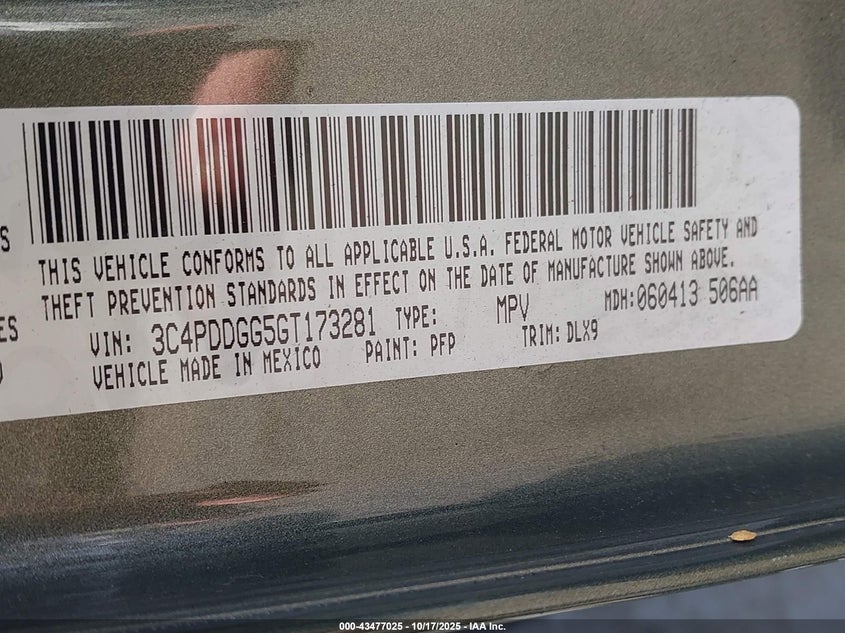 S
THIS VEHICLE CONFORMS TO ALL APPLICABLE U.S.A. FEDERAL MOTOR VEHICLE SAFETY AND
THEFT PREVENTION STANDARDS IN EFFECT ON THE DATE OF MANUFACTURE SHOWN ABOVE.
ES
VIN: 3C4PDDGG5GT173281 TYPE: MPV MDH:060413 506AA
VEHICLE MADE IN MEXICO PAINT: PFP TRIM: DLX9
000-43477025 - 10/17/2025 - IAA Inc.